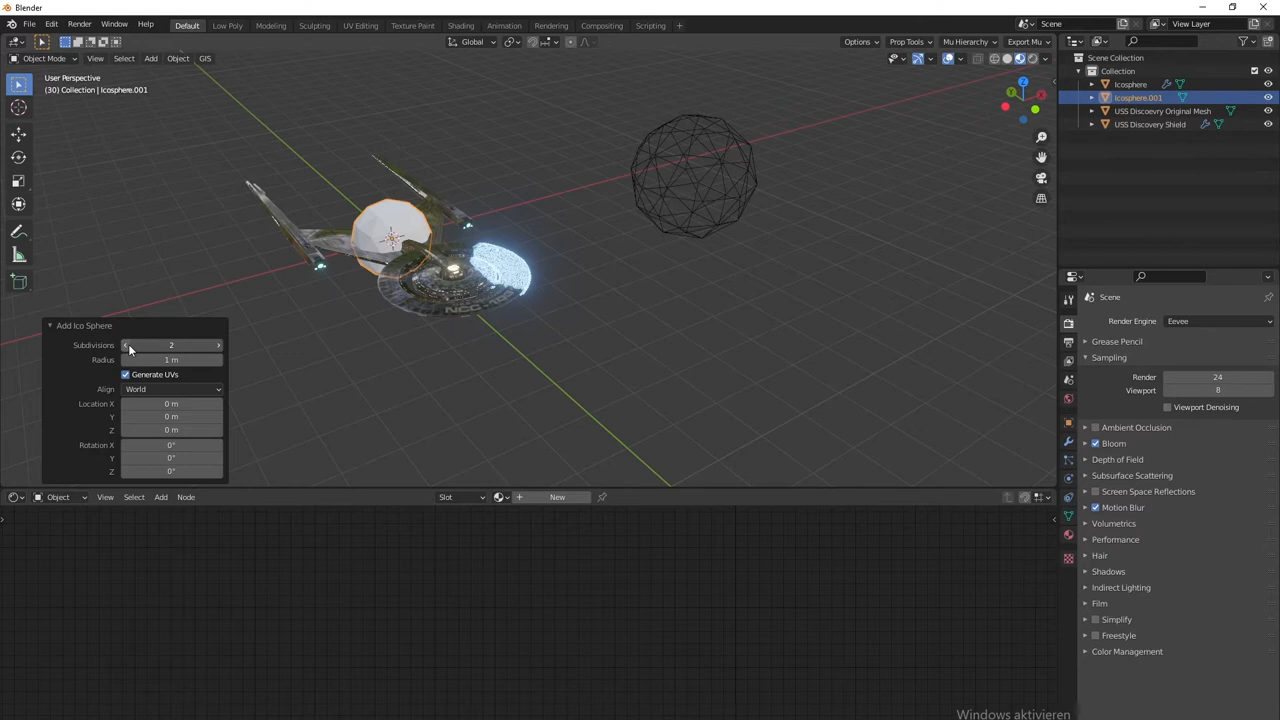 Blender
File Edit Render Window Help Default Low Poly Modeling Sculpting UV Editing Texture Paint Shading Animation Rendering Compositing Scripting + Scene View Layer
Global Options Prop Tools Mu Hierarchy Export Mu
Object Mode View Select Add Object GIS
User Perspective
(30) Collection | Icosphere.001
Scene Collection
Collection
Icosphere
Icosphere.001
USS Discoevry Original Mesh
USS Discovery Shield
X
Y
Z
NCC-103
Add Ico Sphere
Subdivisions 2
Radius 1 m
Generate UVs
Align World
Location X 0 m
Y 0 m
Z 0 m
Rotation X 0°
Y 0°
Z 0°
Object View Select Add Node Slot + New
Scene
Render Engine Eevee
Grease Pencil
Sampling
Render 24
Viewport 8
Viewport Denoising
Ambient Occlusion
Bloom
Depth of Field
Subsurface Scattering
Screen Space Reflections
Motion Blur
Volumetrics
Performance
Hair
Shadows
Indirect Lighting
Film
Simplify
Freestyle
Color Management
Windows aktivieren